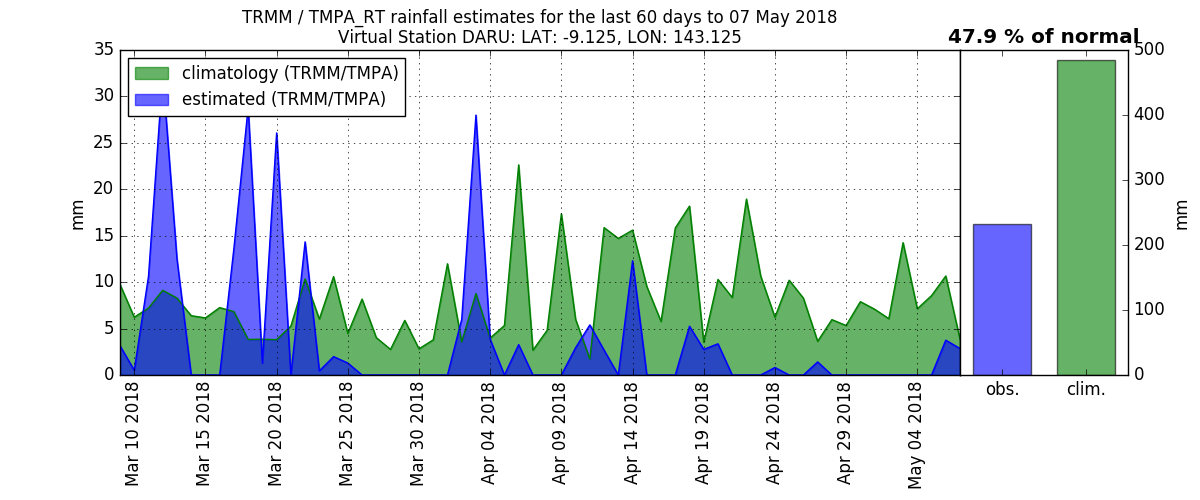 TRMM / TMPA_RT rainfall estimates for the last 60 days to 07 May 2018
Virtual Station DARU: LAT: -9.125, LON: 143.125
47.9 % of normal
climatology (TRMM/TMPA)
estimated (TRMM/TMPA)
mm
35
30
25
20
15
10
5
0
Mar 10 2018
Mar 15 2018
Mar 20 2018
Mar 25 2018
Mar 30 2018
Apr 04 2018
Apr 09 2018
Apr 14 2018
Apr 19 2018
Apr 24 2018
Apr 29 2018
May 04 2018
obs.
clim.
500
400
300
200
100
0
mm